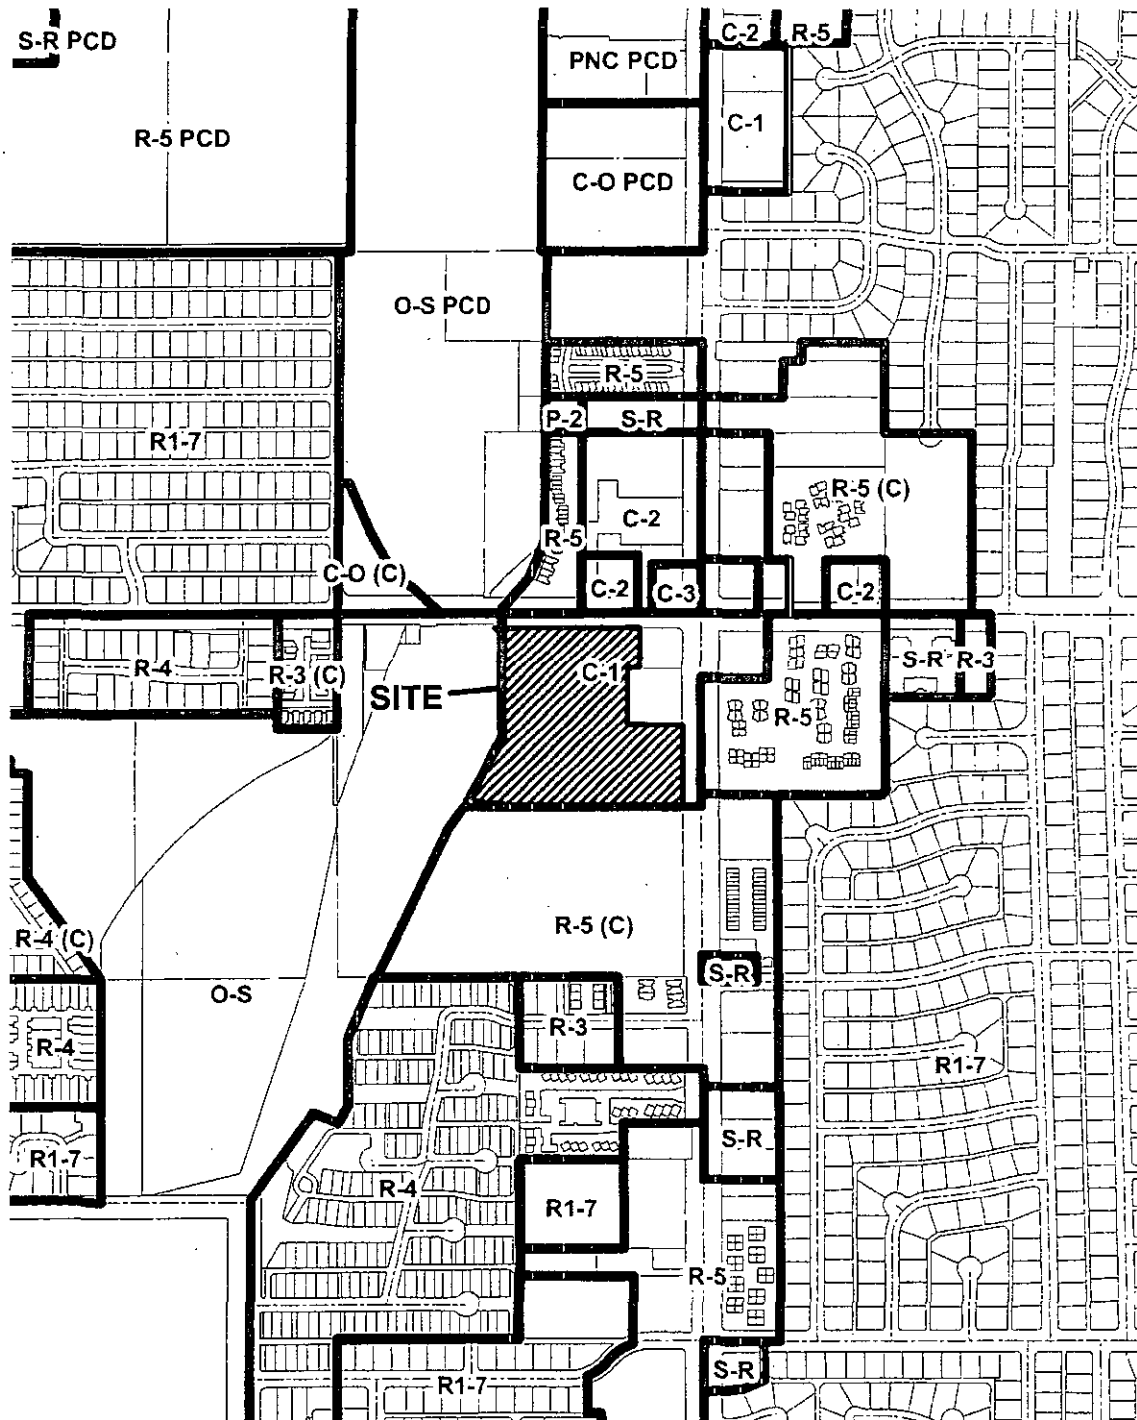 S-R PCD
C-2
R-5
PNC PCD
C-1
R-5 PCD
C-O PCD
O-S PCD
R-5
P-2
S-R
R1-7
R-5 (C)
C-2
R-5
C-O (C)
C-2
C-3
C-2
R-4
R-3 (C)
C-1
S-R
R-3
SITE
R-5
R-5 (C)
R-4 (C)
S-R
O-S
R-3
R-4
R1-7
S-R
R1-7
R-4
R1-7
R-5
S-R
R1-7